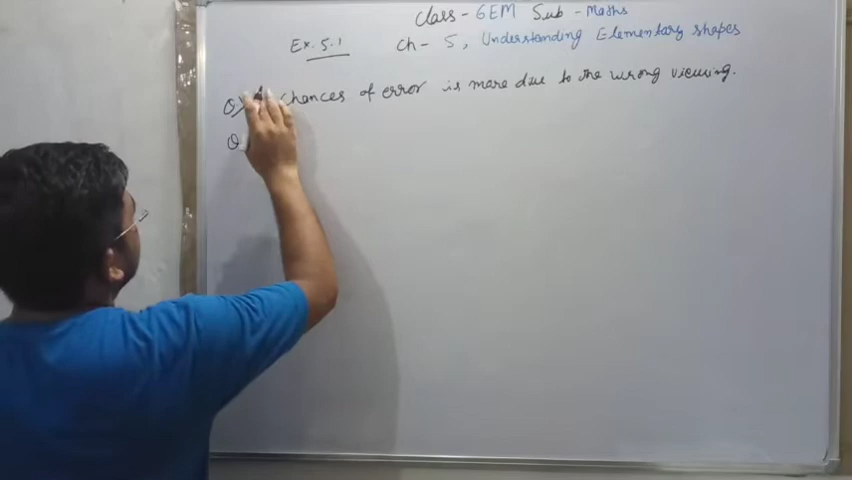 Class - 6EM Sub - Maths
Ex. 5.1 Ch - 5, Understanding Elementary shapes
Q1 Chances of error is more due to the wrong viewing.
Q